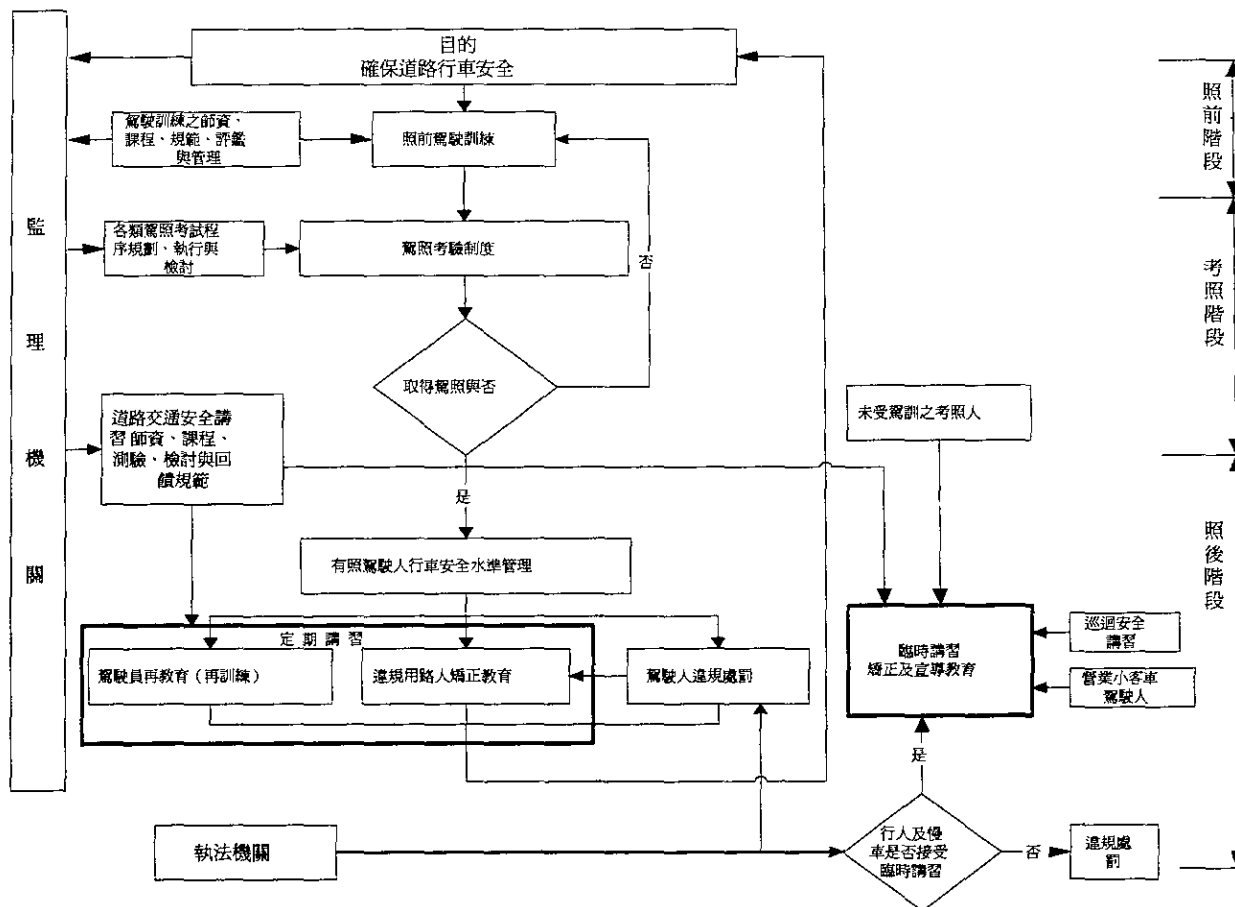 目的
確保道路行車安全
駕駛訓練之師資、
課程、規範、評鑑
與管理
照前駕駛訓練
照前階段
監理機關
各類駕照考試程
序規劃、執行與
檢討
駕照考驗制度
否
考照階段
取得駕照與否
未受駕訓之考照人
道路交通安全講
習師資、課程、
測驗、檢討與回
饋規範
是
有照駕駛人行車安全水準管理
照後階段
定期講習
駕駛員再教育(再訓練)
違規用路人矯正教育
駕駛人違規處罰
臨時講習
矯正及宣導教育
巡迴安全
講習
營業小客車
駕駛人
是
執法機關
行人及慢
車是否接受
臨時講習
否
違規處
罰